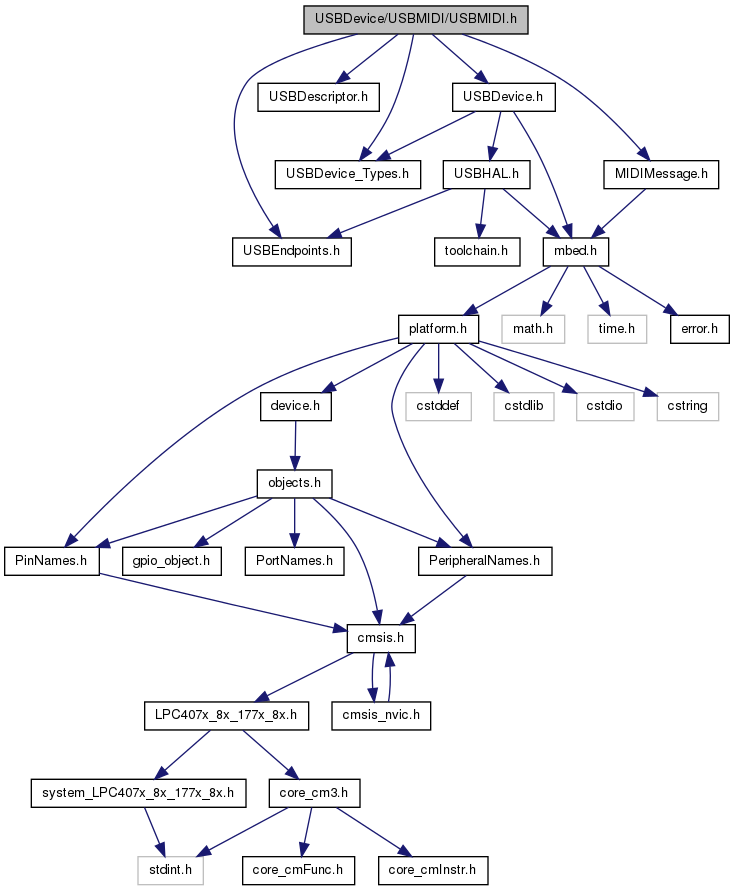 USBDevice/USBMIDI/USBMIDI.h
USBDescriptor.h
USBDevice.h
USBDevice_Types.h
USBHAL.h
MIDIMessage.h
USBEndpoints.h
toolchain.h
mbed.h
platform.h
math.h
time.h
error.h
device.h
cstddef
cstdlib
cstdio
cstring
objects.h
PinNames.h
gpio_object.h
PortNames.h
PeripheralNames.h
cmsis.h
LPC407x_8x_177x_8x.h
cmsis_nvic.h
system_LPC407x_8x_177x_8x.h
core_cm3.h
stdint.h
core_cmFunc.h
core_cmInstr.h